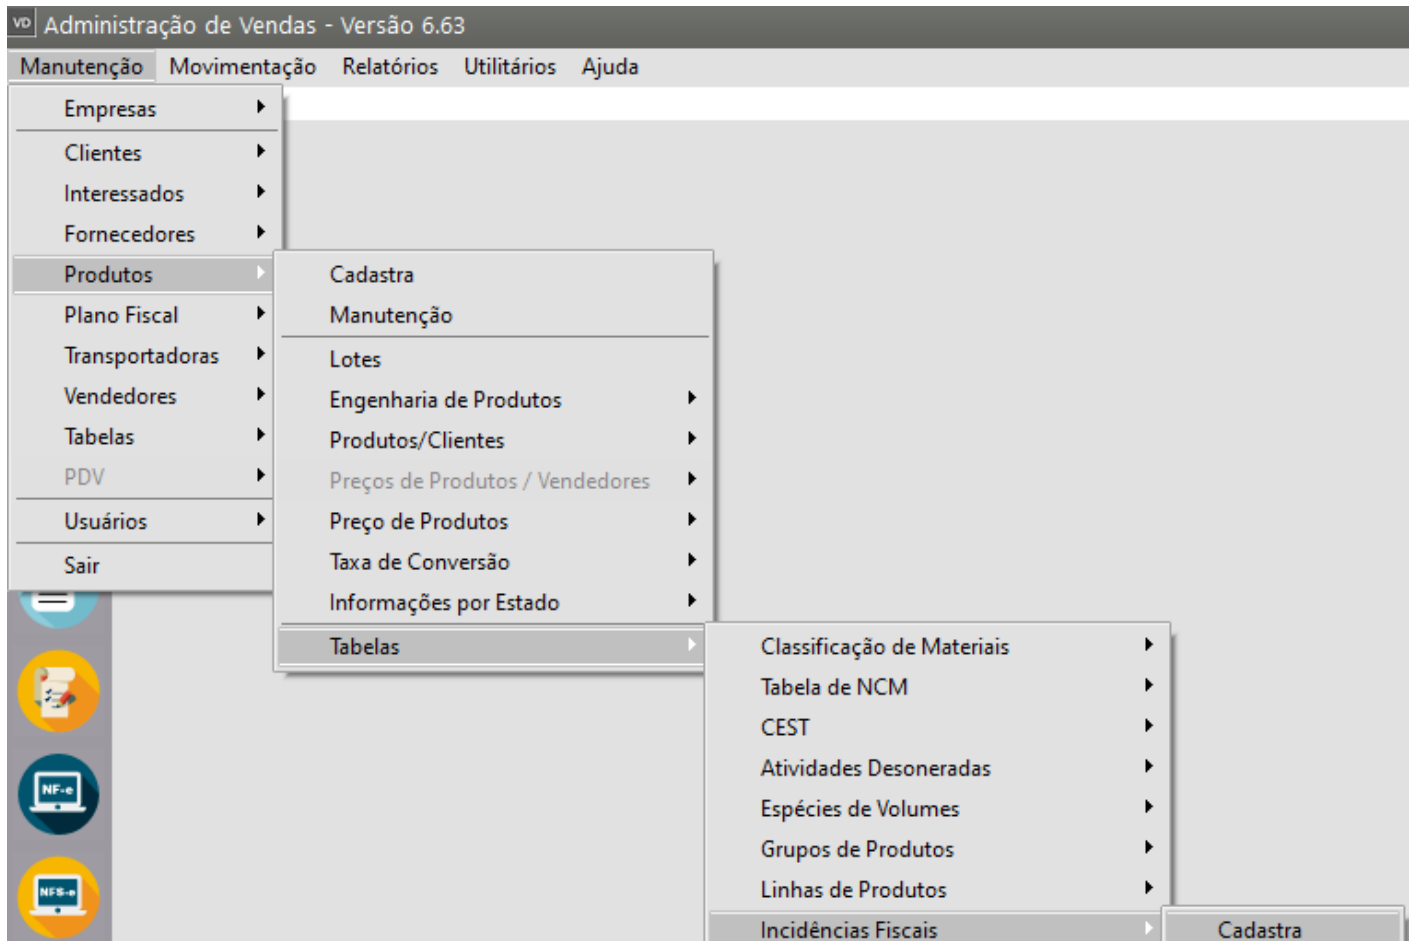 VD Administração de Vendas - Versão 6.63
Manutenção Movimentação Relatórios Utilitários Ajuda
Empresas
Clientes
Interessados
Fornecedores
Produtos
Plano Fiscal
Transportadoras
Vendedores
Tabelas
PDV
Usuários
Sair
Cadastra
Manutenção
Lotes
Engenharia de Produtos
Produtos/Clientes
Preços de Produtos / Vendedores
Preço de Produtos
Taxa de Conversão
Informações por Estado
Tabelas
Classificação de Materiais
Tabela de NCM
CEST
Atividades Desoneradas
Espécies de Volumes
Grupos de Produtos
Linhas de Produtos
Incidências Fiscais
Cadastra
NF-e
NFS-e